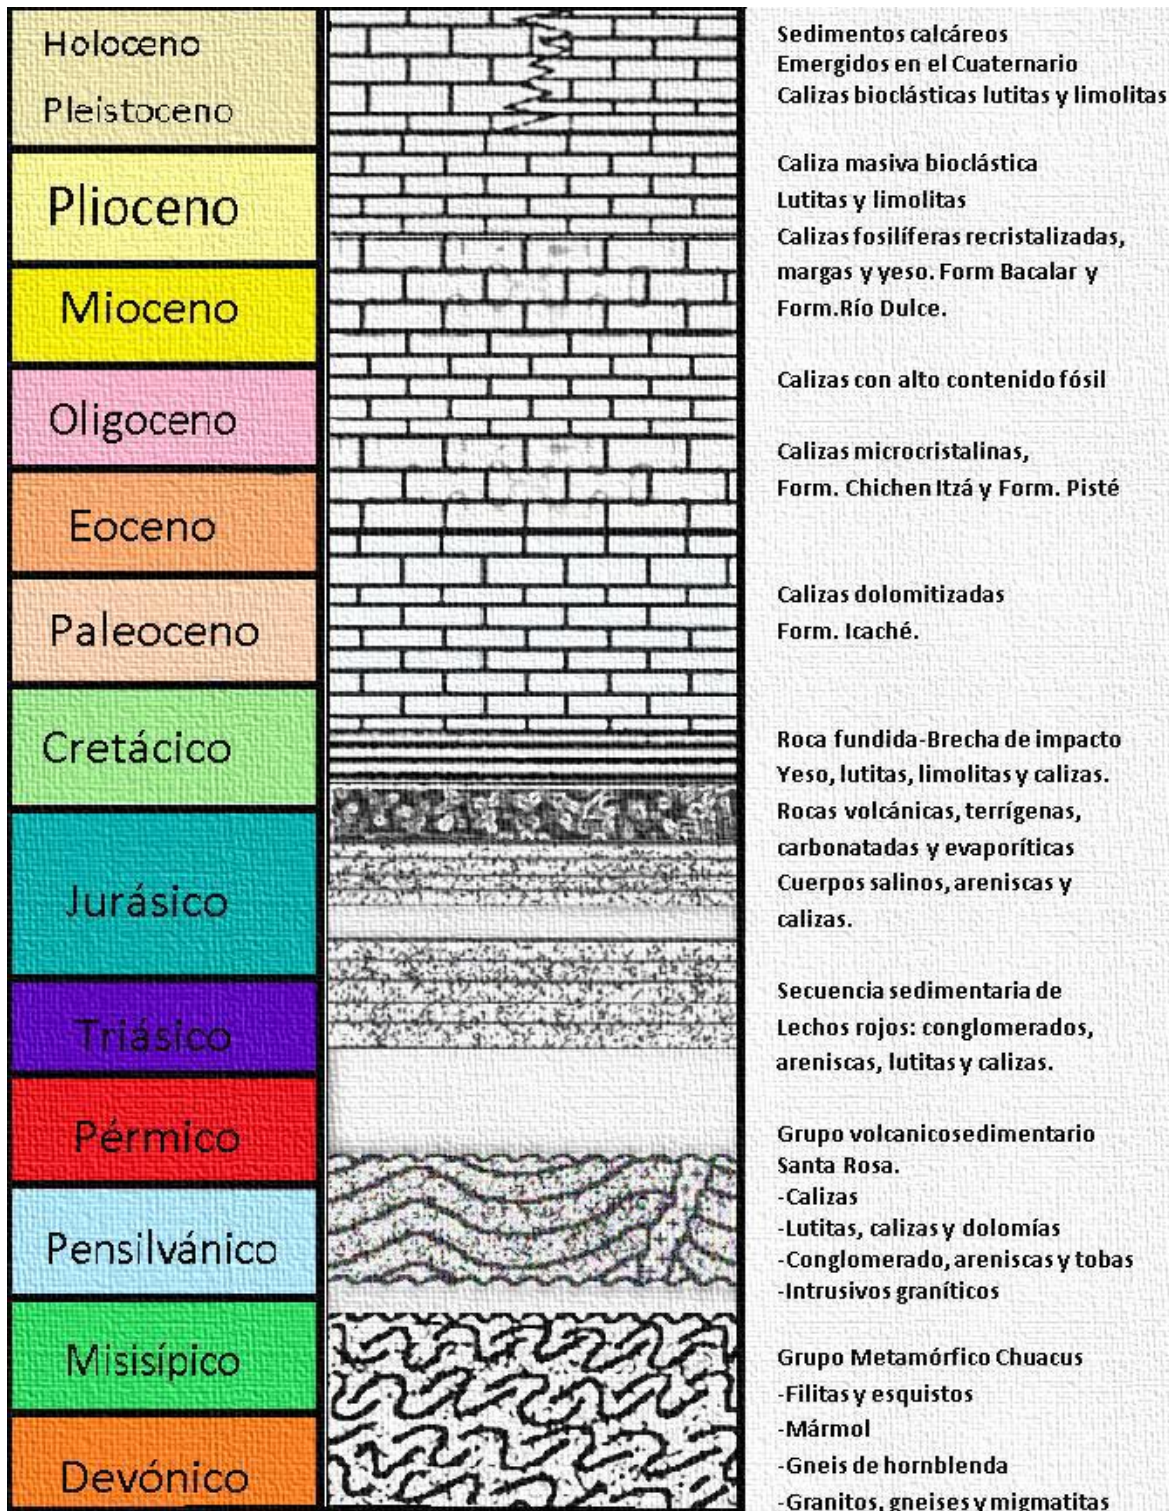 Holoceno
Pleistoceno
Plioceno
Mioceno
Oligoceno
Eoceno
Paleoceno
Cretácico
Jurásico
Triásico
Pérmico
Pensilvánico
Misisípico
Devónico
Sedimentos calcáreos
Emergidos en el Cuaternario
Calizas bioclásticas lutitas y limolitas
Caliza masiva bioclástica
Lutitas y limolitas
Calizas fosilíferas recristalizadas,
margas y yeso. Form Bacalar y
Form.Río Dulce.
Calizas con alto contenido fósil
Calizas microcristalinas,
Form. Chichen Itzá y Form. Pisté
Calizas dolomitizadas
Form. Icaché.
Roca fundida-Brecha de impacto
Yeso, lutitas, limolitas y calizas.
Rocas volcánicas, terrígenas,
carbonatadas y evaporíticas
Cuerpos salinos, areniscas y
calizas.
Secuencia sedimentaria de
Lechos rojos: conglomerados,
areniscas, lutitas y calizas.
Grupo volcanicosedimentario
Santa Rosa.
-Calizas
-Lutitas, calizas y dolomías
-Conglomerado, areniscas y tobas
-Intrusivos graníticos
Grupo Metamórfico Chuacus
-Filitas y esquistos
-Mármol
-Gneis de hornblenda
-Granitos, gneises y migmatitas